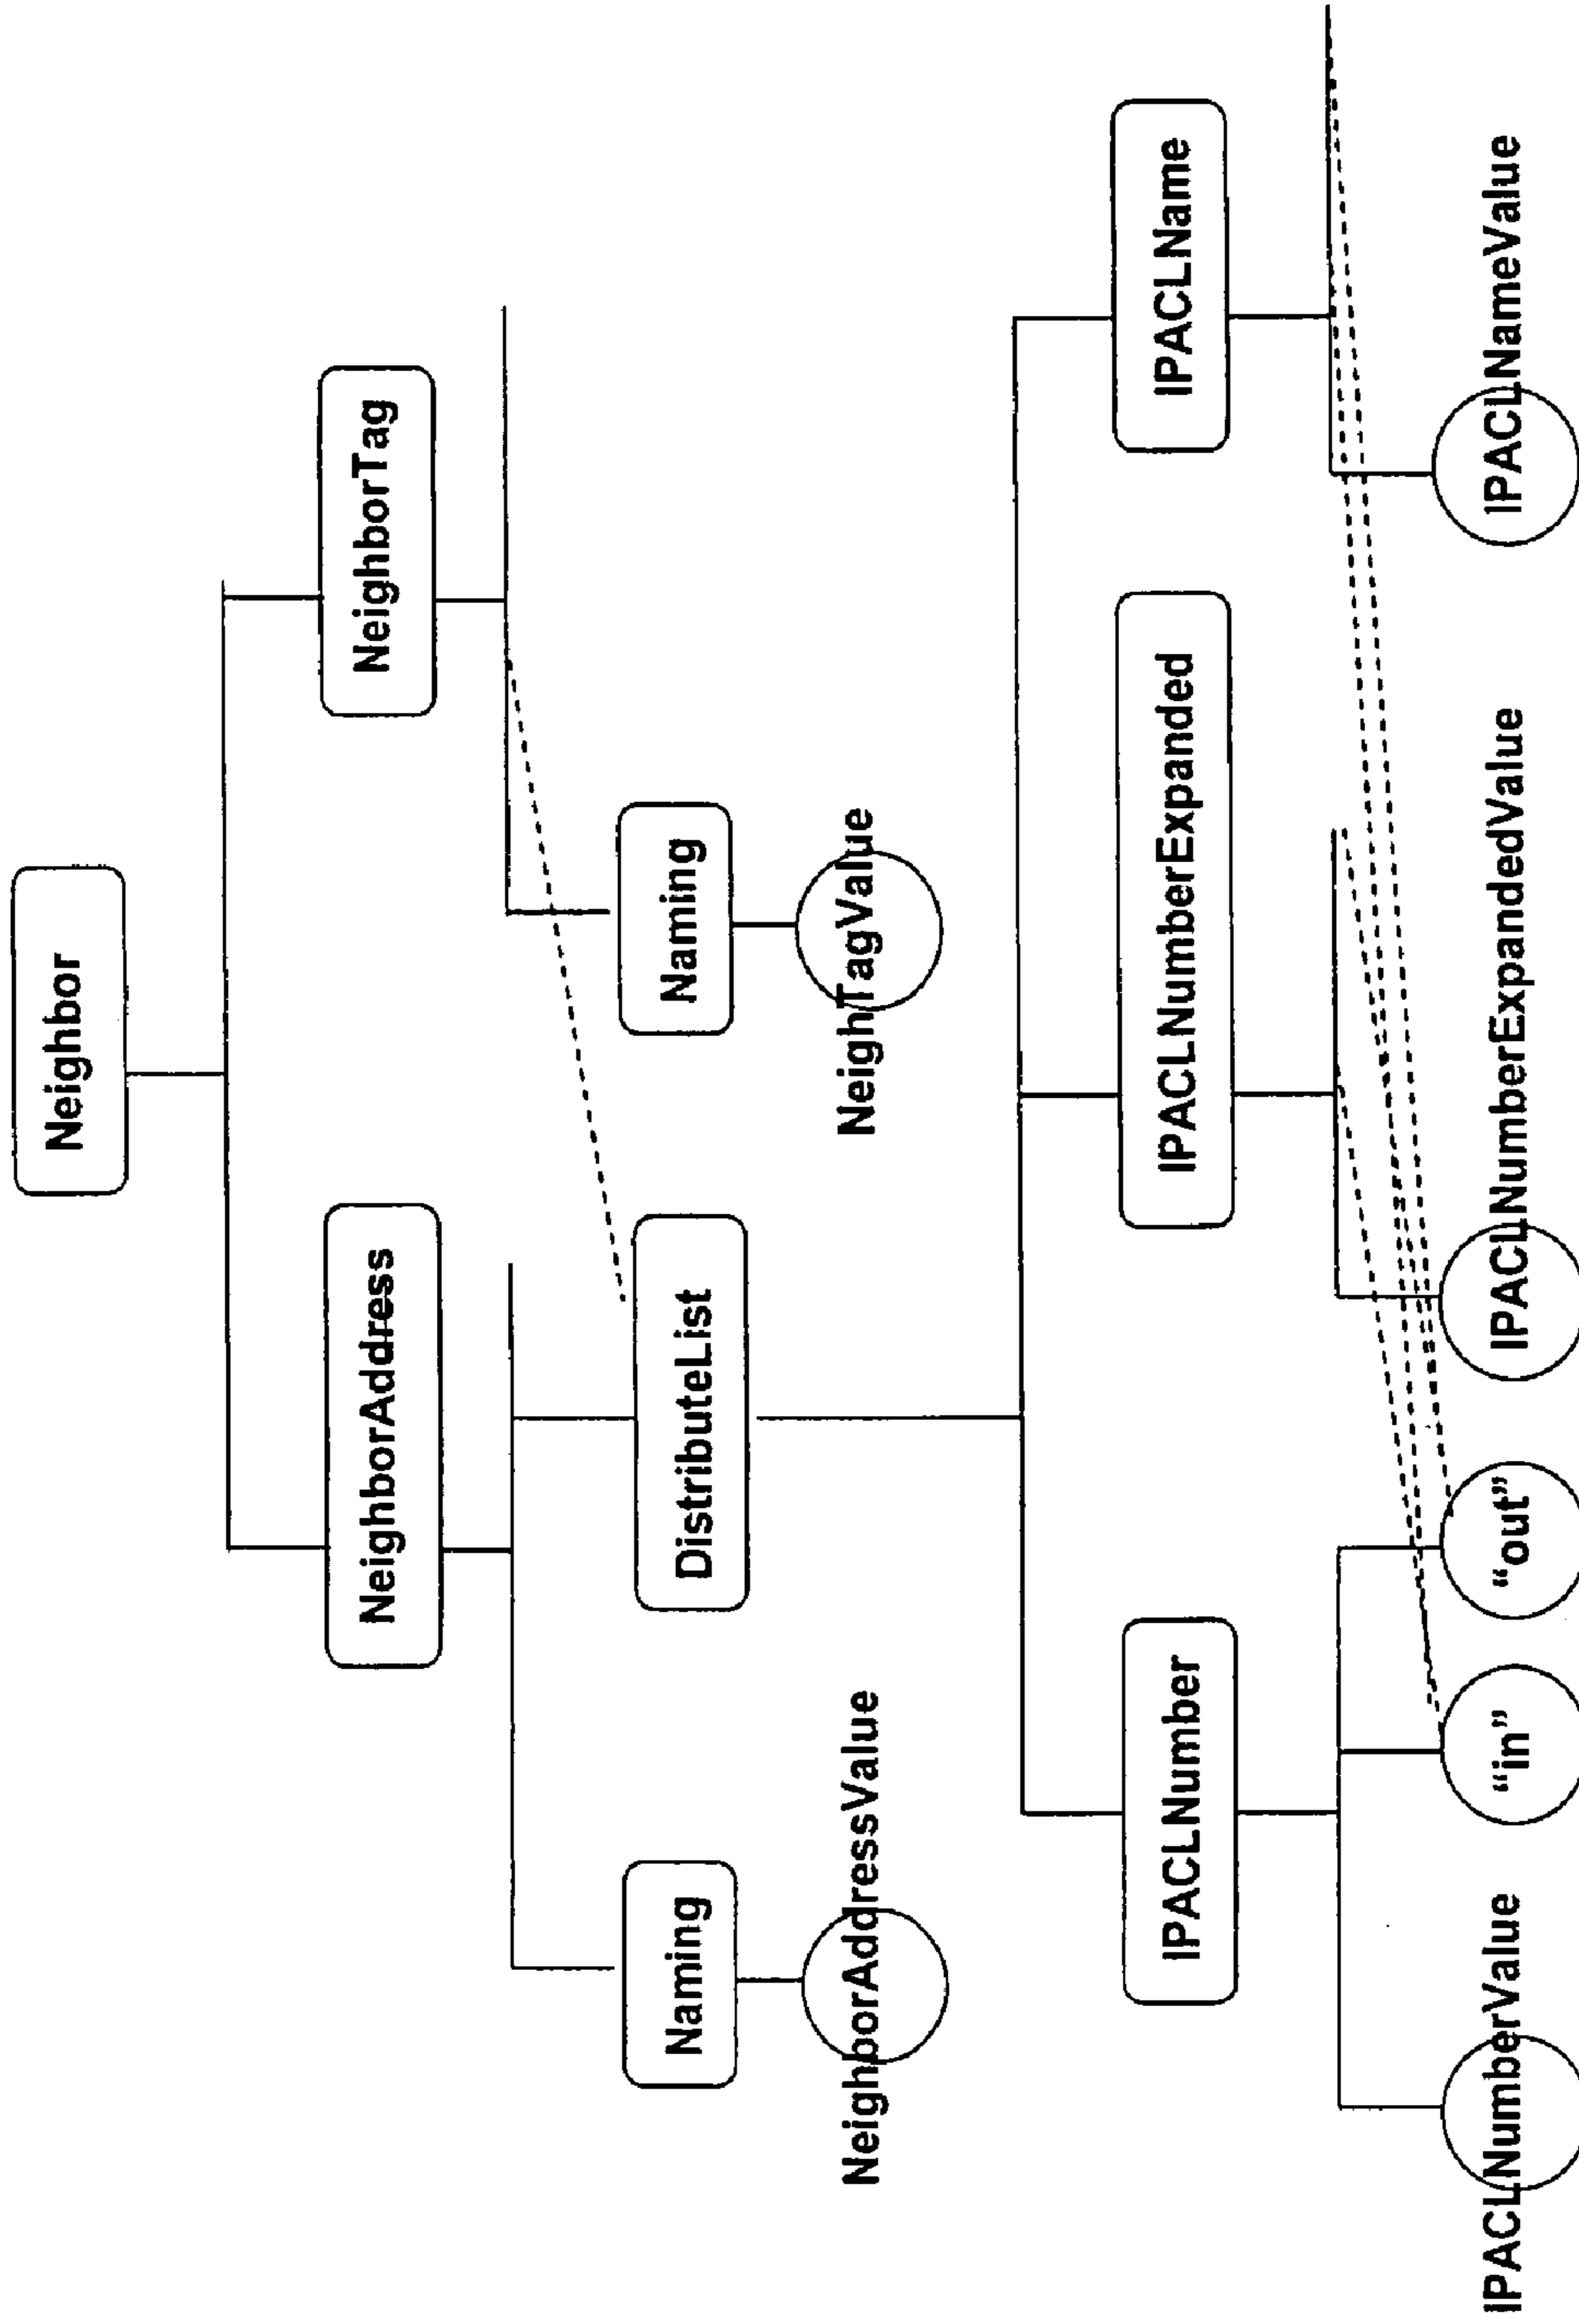 Neighbor
NeighborAddress
NeighborTag
Naming
DistributeList
Naming
NeighborAddressValue
NeighTagValue
IPACLNumber
IPACLNumberExpanded
IPACLName
IPACLNumberValue
“in”
“out”
IPACLNumberExpandedValue
IPACLNameValue